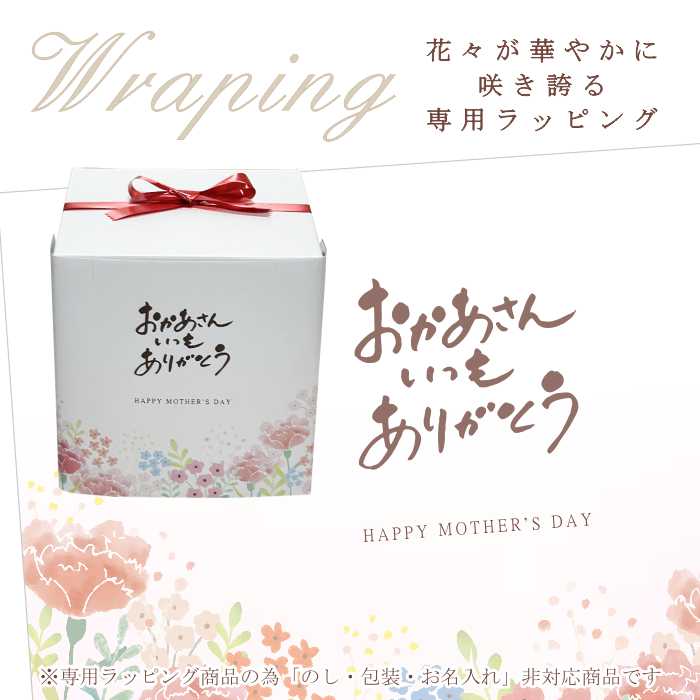 Wraping
花々が華やかに
咲き誇る
専用ラッピング
おかあさん
いつも
ありがとう
HAPPY MOTHER'S DAY
おかあさん
いつも
ありがとう
HAPPY MOTHER'S DAY
※専用ラッピング商品の為「のし・包装・お名入れ」非対応商品です